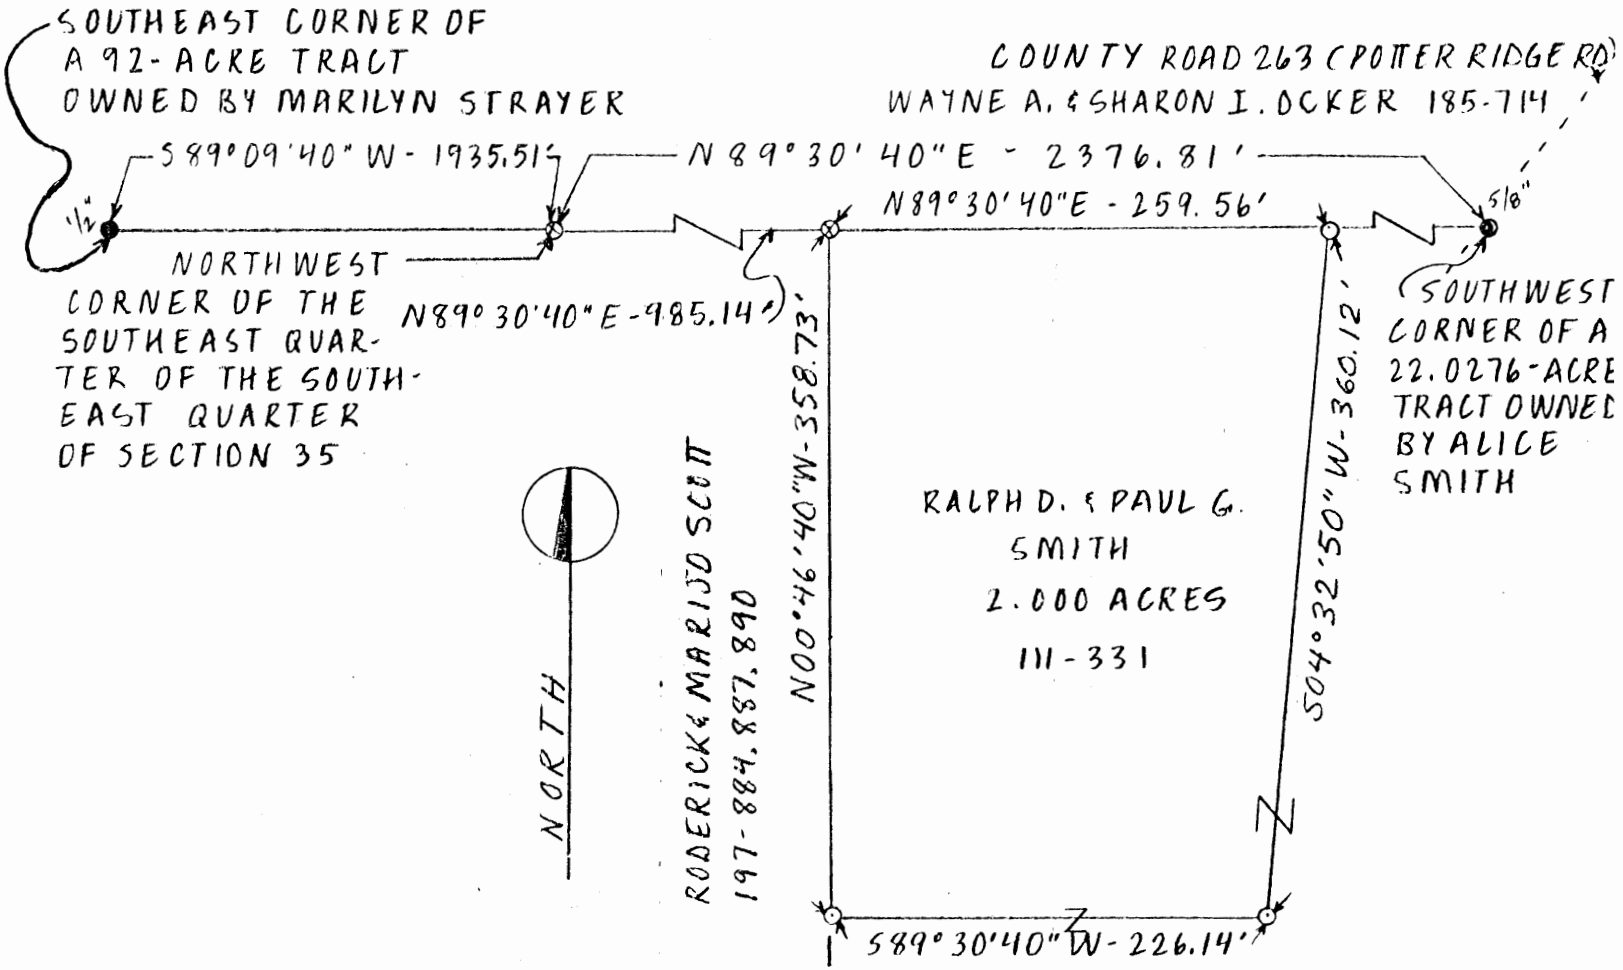 SOUTHEAST CORNER OF
A 92-ACRE TRACT
OWNED BY MARILYN STRAYER
COUNTY ROAD 263 (POTTER RIDGE RD)
WAYNE A. & SHARON I. OCKER 185-714
S89°09'40"W - 1935.51'
N89°30'40"E - 2376.81'
N89°30'40"E - 259.56'
1/2"
5/8"
NORTHWEST
CORNER OF THE
SOUTHEAST QUAR-
TER OF THE SOUTH-
EAST QUARTER
OF SECTION 35
N89°30'40"E - 985.14'
SOUTHWEST
CORNER OF A
22.0276-ACRE
TRACT OWNED
BY ALICE
SMITH
N00°46'40"W - 358.73'
S04°32'50"W - 360.12'
RALPH D. & PAUL G.
SMITH
2.000 ACRES
111-331
RODERICK & MARIJO SCOTT
197-884,887,890
NORTH
S89°30'40"W - 226.14'